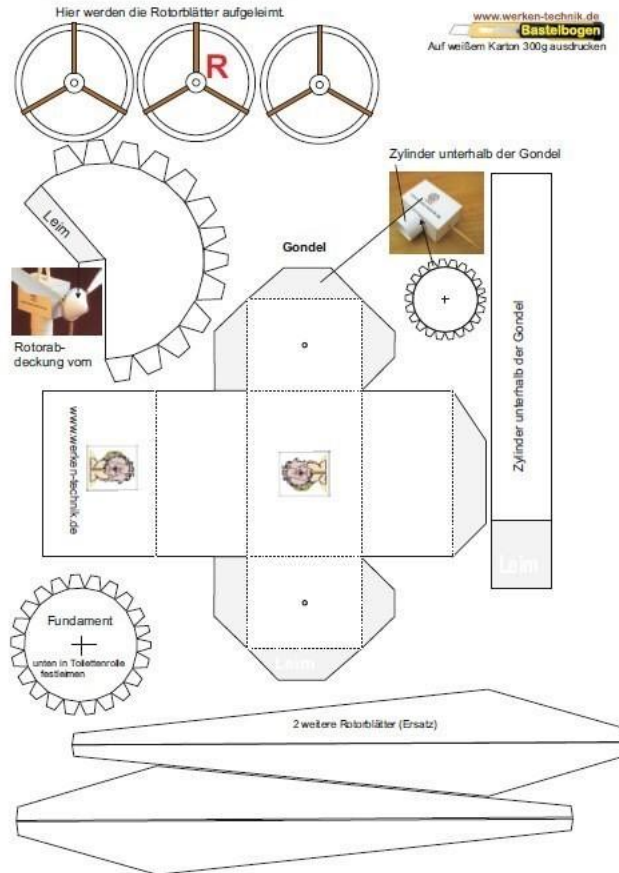 Hier werden die Rotorblätter aufgeleimt.
www.werken-technik.de
Bastelbogen
Auf weißem Karton 300g ausdrucken
R
Zylinder unterhalb der Gondel
Leim
Gondel
Rotorab-
deckung vorn
Zylinder unterhalb der Gondel
www.werken-technik.de
Leim
Fundament
unten in Toilettenrolle
festleimen
Leim
2 weitere Rotorblätter (Ersatz)